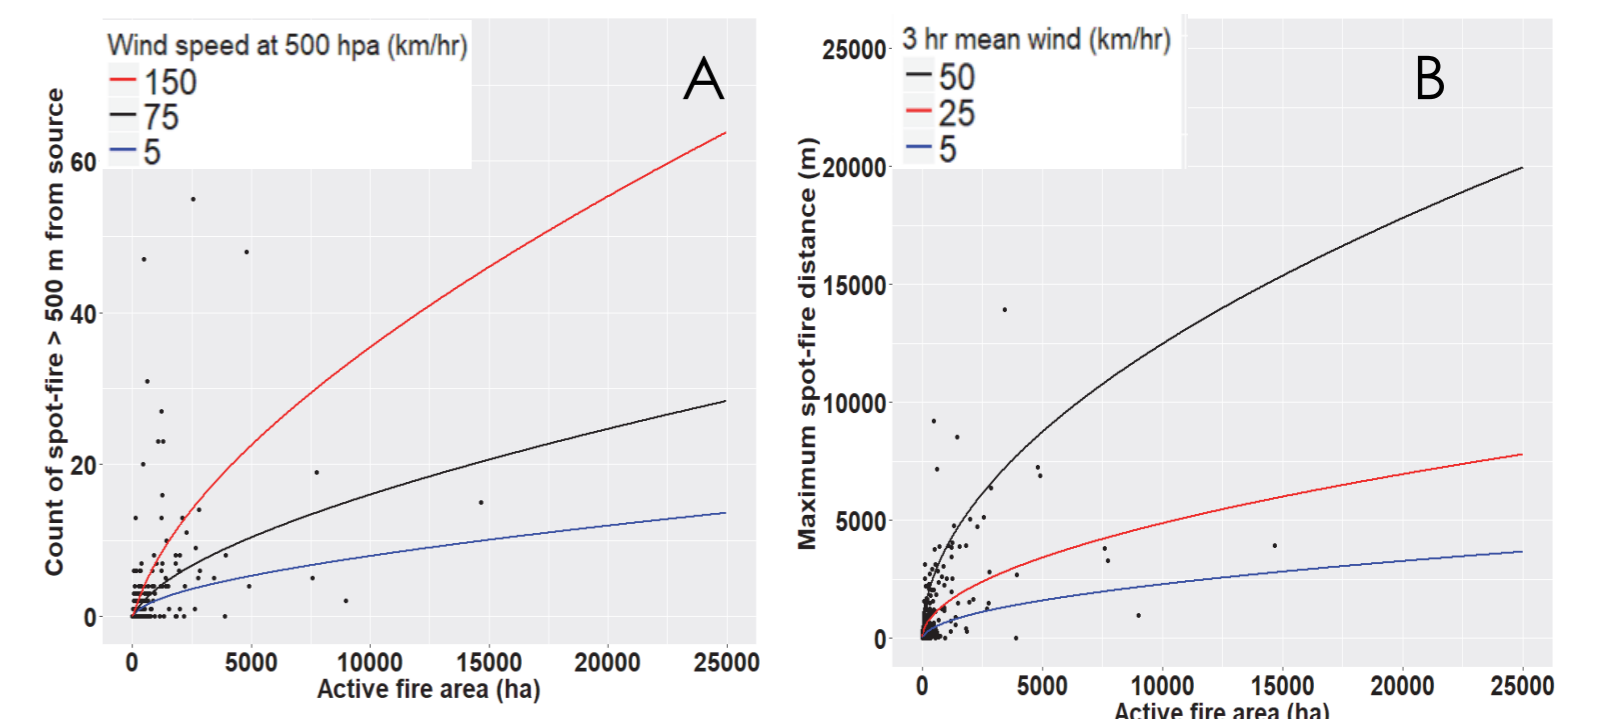 Wind speed at 500 hpa (km/hr)
150
75
5
A
Count of spot-fire > 500 m from source
60
40
20
0
0 5000 10000 15000 20000 25000
Active fire area (ha)
3 hr mean wind (km/hr)
50
25
5
B
Maximum spot-fire distance (m)
25000
20000
15000
10000
5000
0
0 5000 10000 15000 20000 25000
Active fire area (ha)